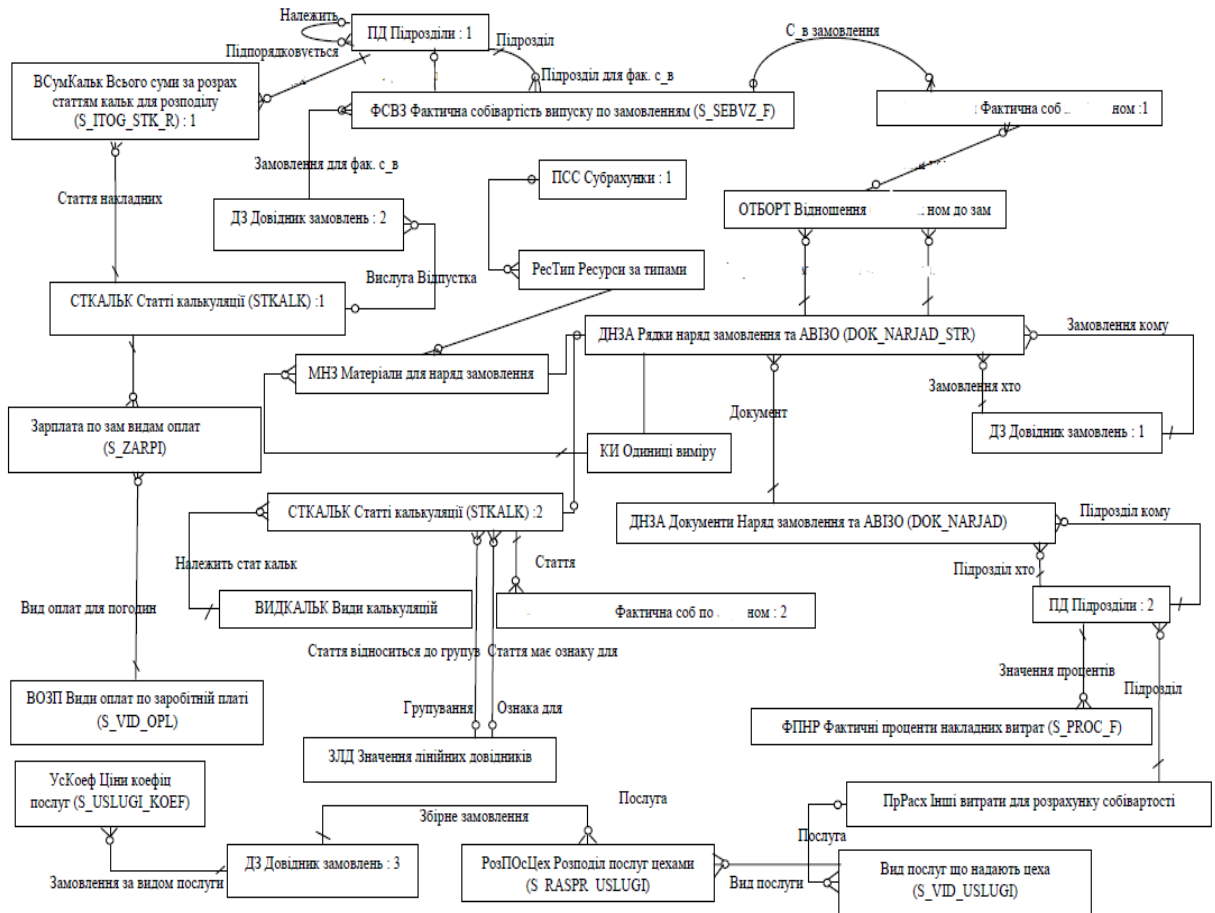 Належить
ПД Підрозділи : 1
Підрозділ
С_в замовлення
Підпорядковується
Підрозділ для фак. с_в
ВСумКальк Всього суми за розрах
статтям кальк для розподілу
(S_ITOG_STK_R) : 1
ФСВЗ Фактична собівартість випуску по замовленням (S_SEBVZ_F)
: Фактична соб ном :1
Замовлення для фак. с_в
ПСС Субрахунки : 1
Стаття накладних
ДЗ Довідник замовлень : 2
ОТБОРТ Відношення ном до зам
РесТип Ресурси за типами
Вислуга Відпустка
СТКАЛЬК Статті калькуляції (STKALK) :1
ДНЗА Рядки наряд замовлення та АВІЗО (DOK_NARJAD_STR)
Замовлення кому
МНЗ Матеріали для наряд замовлення
Замовлення хто
Документ
Зарплата по зам видам оплат
(S_ZARPI)
ДЗ Довідник замовлень : 1
КИ Одиниці виміру
СТКАЛЬК Статті калькуляції (STKALK) :2
ДНЗА Документи Наряд замовлення та АВІЗО (DOK_NARJAD)
Підрозділ кому
Належить стат кальк
Стаття
Підрозділ хто
Вид оплат для погодин
ВИДКАЛЬК Види калькуляцій
Фактична соб по ном : 2
ПД Підрозділи : 2
Стаття відноситься до групув
Стаття має ознаку для
Значення процентів
Підрозділ
ВОЗП Види оплат по заробітній платі
(S_VID_OPL)
Групування
Ознака для
ФПНР Фактичні проценти накладних витрат (S_PROC_F)
ЗЛД Значення лінійних довідників
УсКоеф Ціни коефіц
послуг (S_USLUGI_KOEF)
Послуга
ПрРасх Інші витрати для розрахунку собівартості
Збірне замовлення
Послуга
ДЗ Довідник замовлень : 3
РозПОсЦех Розподіл послуг цехами
(S_RASPR_USLUGI)
Вид послуг що надають цеха
(S_VID_USLUGI)
Замовлення за видом послуги
Вид послуги